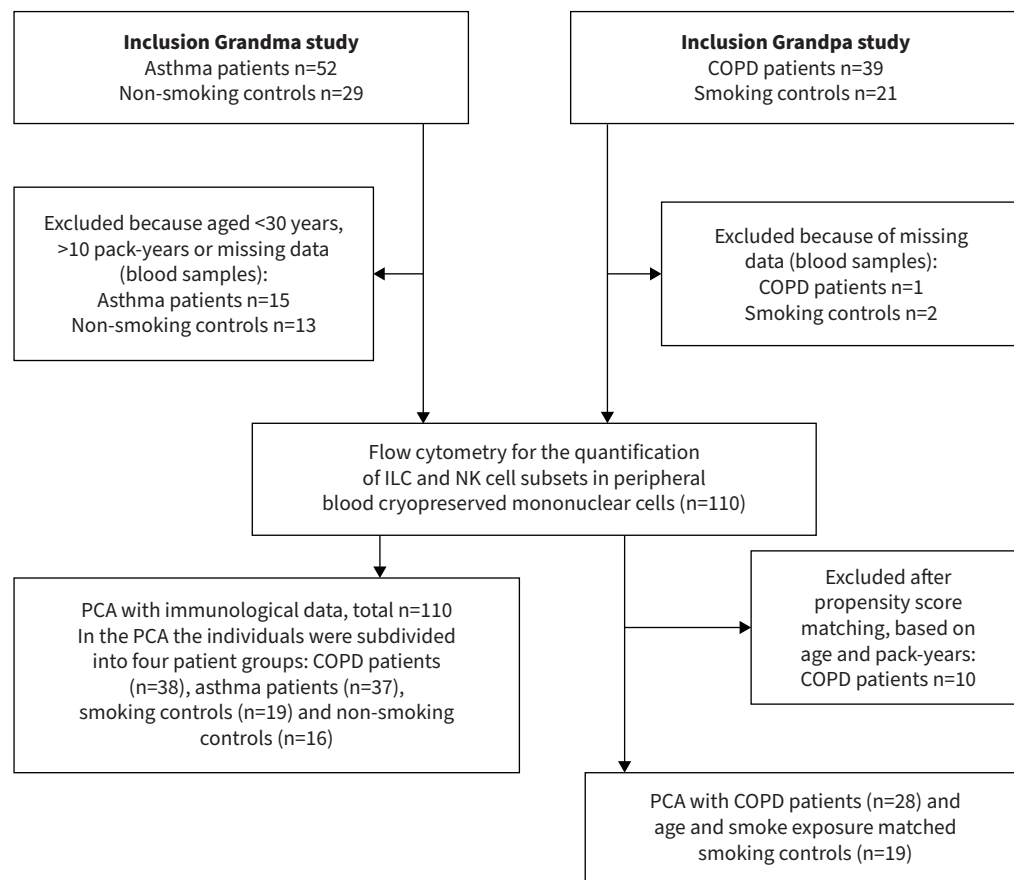 Inclusion Grandma study
Asthma patients n=52
Non-smoking controls n=29
Inclusion Grandpa study
COPD patients n=39
Smoking controls n=21
Excluded because aged <30 years,
>10 pack-years or missing data
(blood samples):
Asthma patients n=15
Non-smoking controls n=13
Excluded because of missing
data (blood samples):
COPD patients n=1
Smoking controls n=2
Flow cytometry for the quantification
of ILC and NK cell subsets in peripheral
blood cryopreserved mononuclear cells (n=110)
PCA with immunological data, total n=110
In the PCA the individuals were subdivided
into four patient groups: COPD patients
(n=38), asthma patients (n=37),
smoking controls (n=19) and non-smoking
controls (n=16)
Excluded after
propensity score
matching, based on
age and pack-years:
COPD patients n=10
PCA with COPD patients (n=28) and
age and smoke exposure matched
smoking controls (n=19)